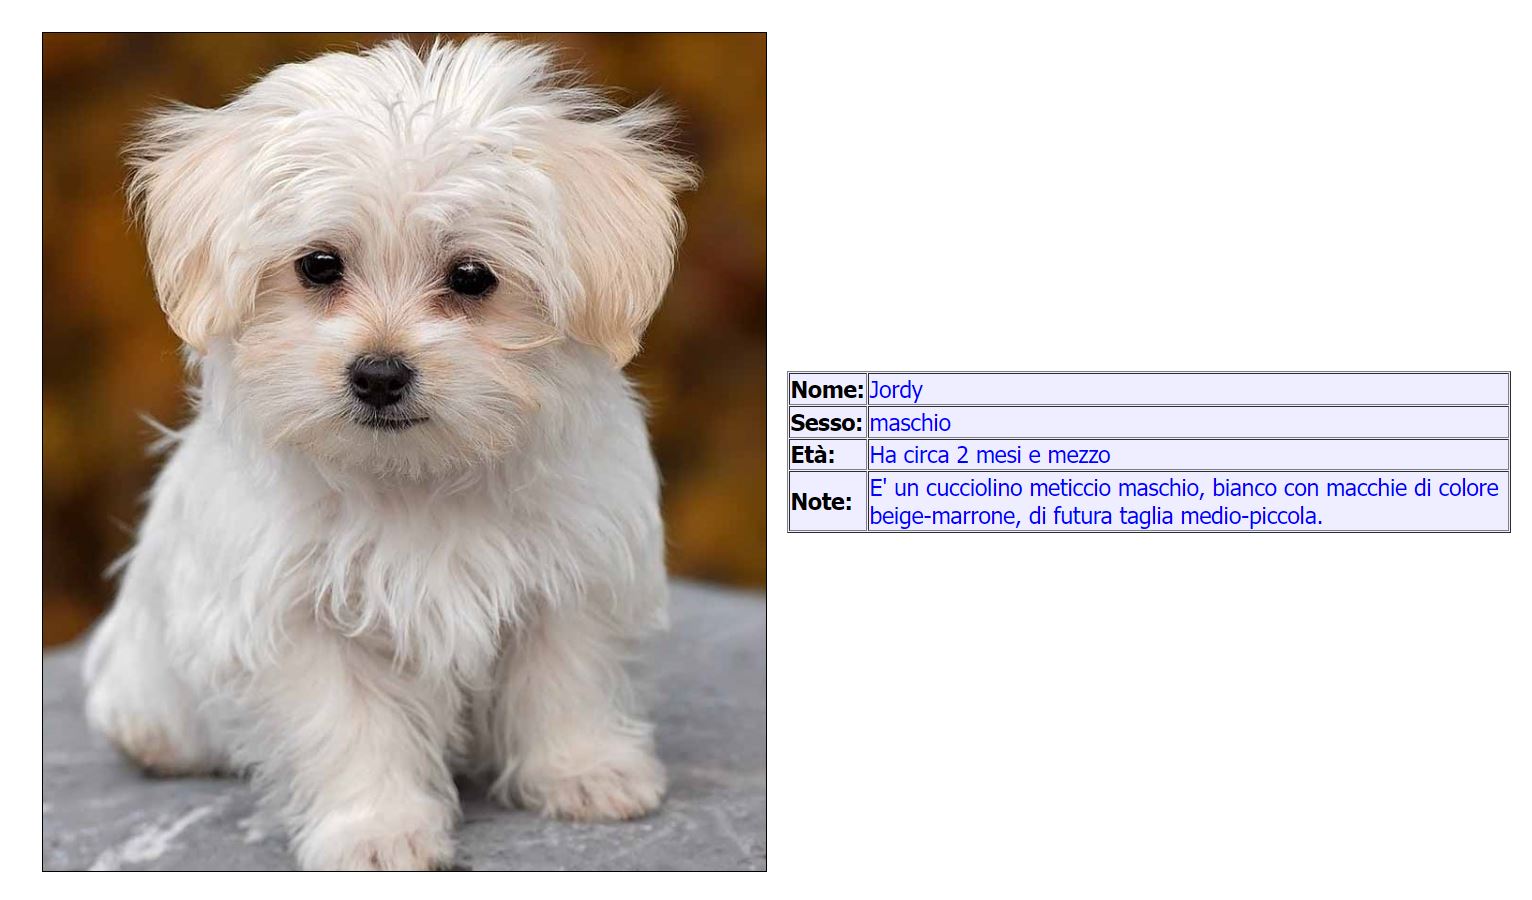 Nome: Jordy
Sesso: maschio
Età: Ha circa 2 mesi e mezzo
Note: E' un cucciolino meticcio maschio, bianco con macchie di colore
beige-marrone, di futura taglia medio-piccola.